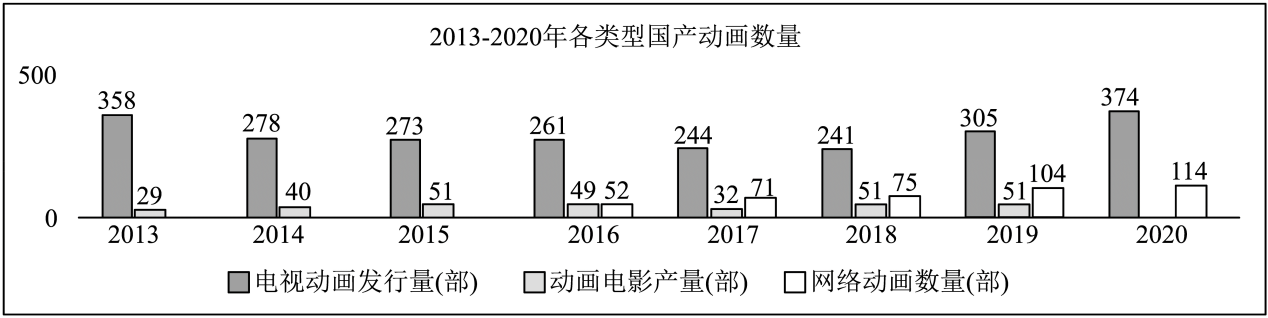 2013-2020年各类型国产动画数量
500
358 29 278 40 273 51 261 49 52 244 32 71 241 51 75 305 51 104 374 114
0
2013 2014 2015 2016 2017 2018 2019 2020
电视动画发行量(部) 动画电影产量(部) 网络动画数量(部)